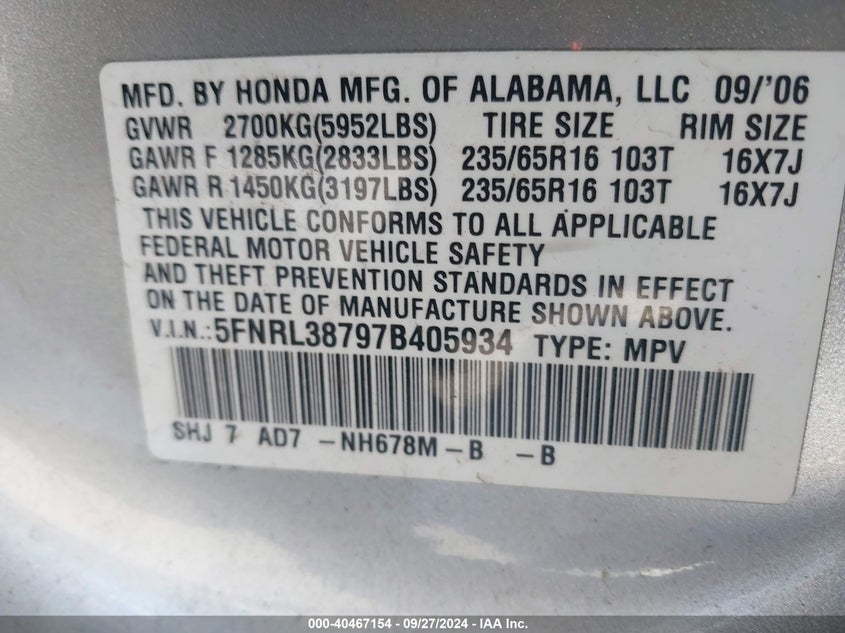 MFD. BY HONDA MFG. OF ALABAMA, LLC 09/'06
GVWR 2700KG(5952LBS) TIRE SIZE RIM SIZE
GAWR F 1285KG(2833LBS) 235/65R16 103T 16X7J
GAWR R 1450KG(3197LBS) 235/65R16 103T 16X7J
THIS VEHICLE CONFORMS TO ALL APPLICABLE
FEDERAL MOTOR VEHICLE SAFETY
AND THEFT PREVENTION STANDARDS IN EFFECT
ON THE DATE OF MANUFACTURE SHOWN ABOVE.
V.I.N.:5FNRL38797B405934 TYPE: MPV
SHJ 7 AD7 -NH678M-B -B
000-40467154 - 09/27/2024 - IAA Inc.